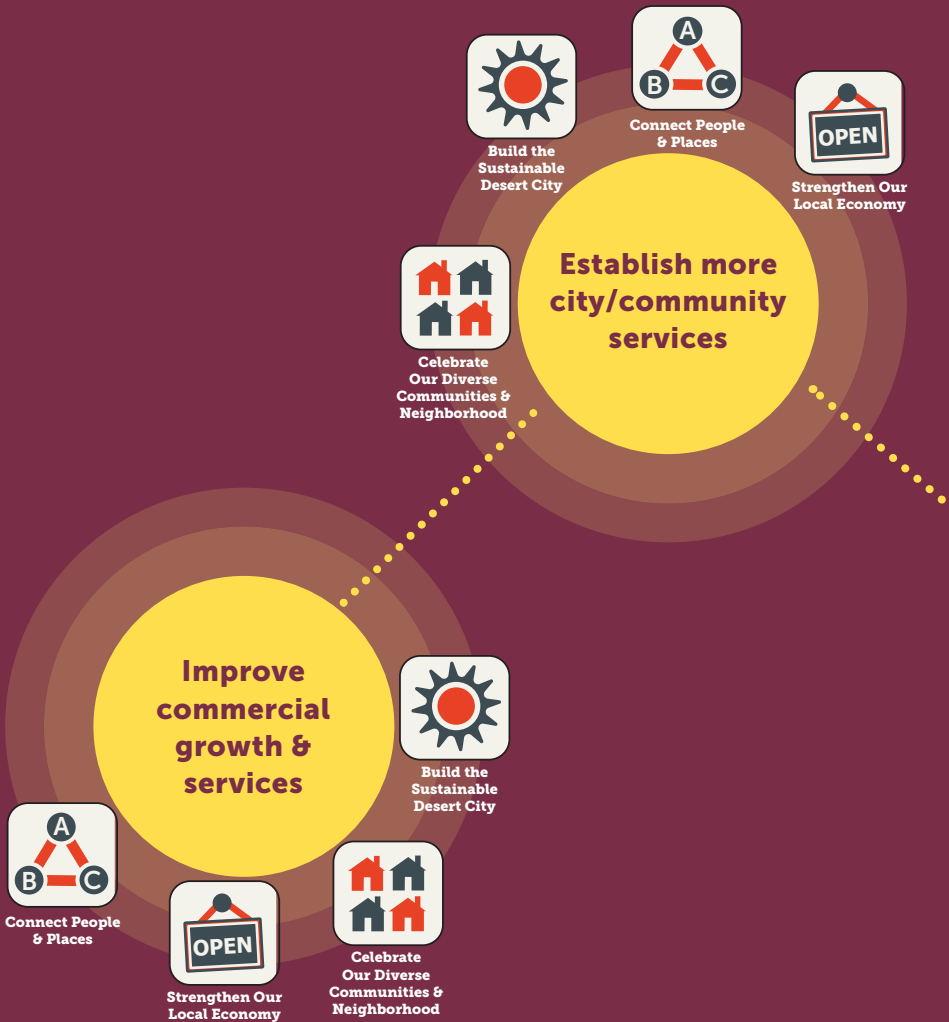 A
B
C
Connect People
& Places
Build the
Sustainable
Desert City
OPEN
Strengthen Our
Local Economy
Establish more
city/community
services
Celebrate
Our Diverse
Communities &
Neighborhood
Improve
commercial
growth &
services
Build the
Sustainable
Desert City
A
B
C
Connect People
& Places
OPEN
Strengthen Our
Local Economy
Celebrate
Our Diverse
Communities &
Neighborhood